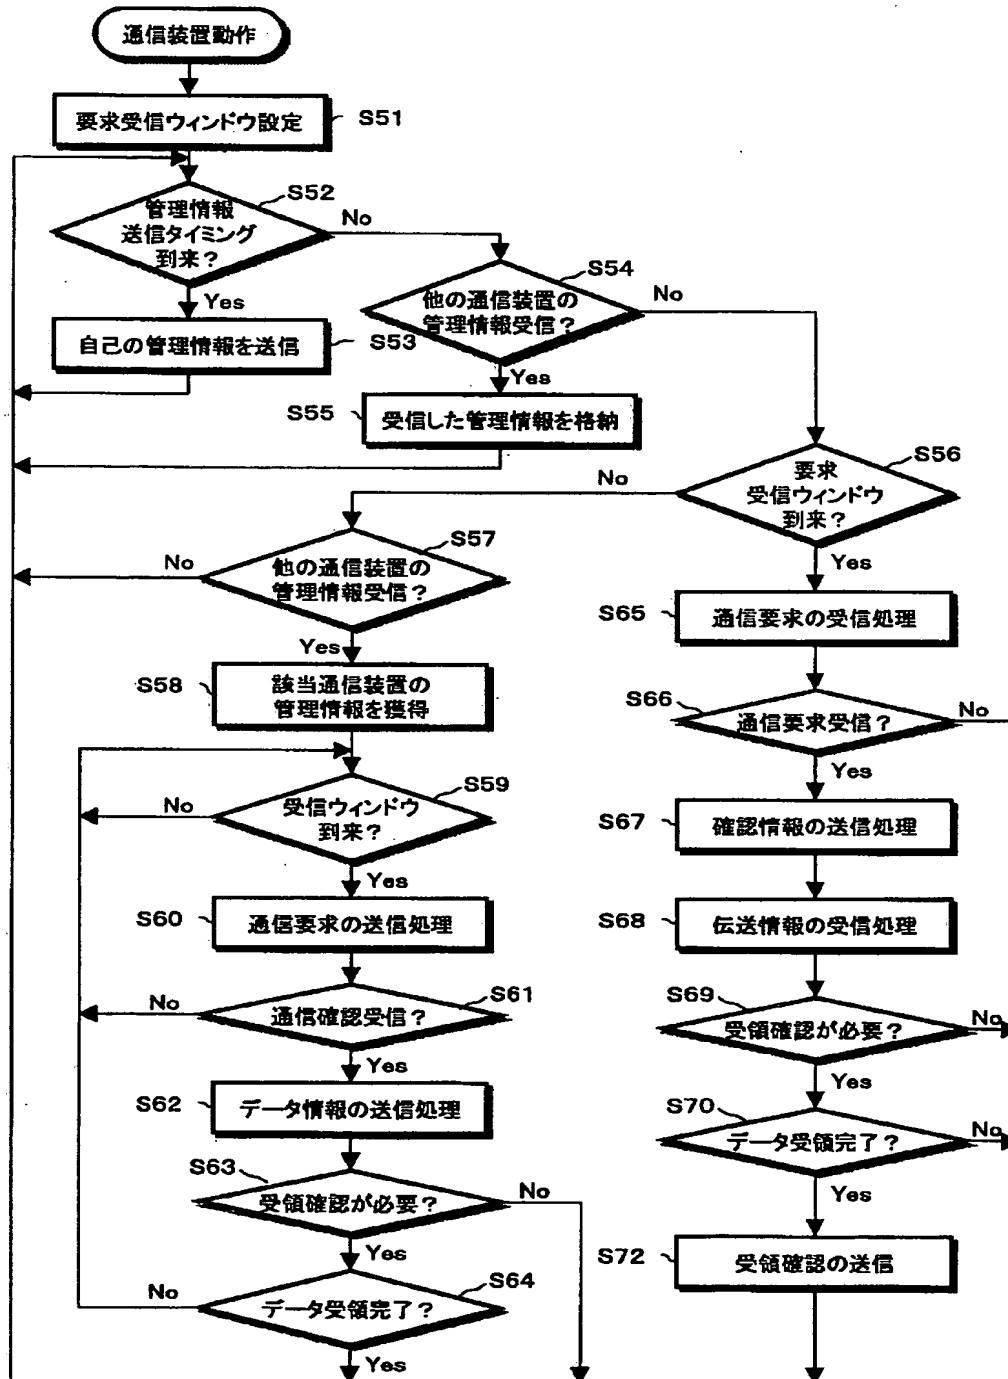 通信装置動作
要求受信ウィンドウ設定
S51
S52
管理情報
送信タイミング
到来？
No
Yes
自己の管理情報を送信
S53
S54
他の通信装置の
管理情報受信？
No
Yes
S55
受信した管理情報を格納
S56
要求
受信ウィンドウ
到来？
No
Yes
S57
他の通信装置の
管理情報受信？
No
Yes
S58
該当通信装置の
管理情報を獲得
S59
受信ウィンドウ
到来？
No
Yes
S60
通信要求の送信処理
S61
通信確認受信？
No
Yes
S62
データ情報の送信処理
S63
受領確認が必要？
No
Yes
S64
データ受領完了？
No
Yes
S65
通信要求の受信処理
S66
通信要求受信？
No
Yes
S67
確認情報の送信処理
S68
伝送情報の受信処理
S69
受領確認が必要？
No
Yes
S70
データ受領完了？
No
Yes
S72
受領確認の送信